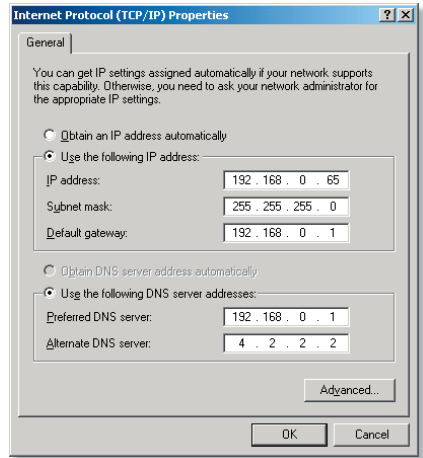 Internet Protocol (TCP/IP) Properties
General
You can get IP settings assigned automatically if your network supports
this capability. Otherwise, you need to ask your network administrator for
the appropriate IP settings.
Obtain an IP address automatically
Use the following IP address:
IP address: 192 . 168 . 0 . 65
Subnet mask: 255 . 255 . 255 . 0
Default gateway: 192 . 168 . 0 . 1
Obtain DNS server address automatically
Use the following DNS server addresses:
Preferred DNS server: 192 . 168 . 0 . 1
Alternate DNS server: 4 . 2 . 2 . 2
Advanced...
OK Cancel